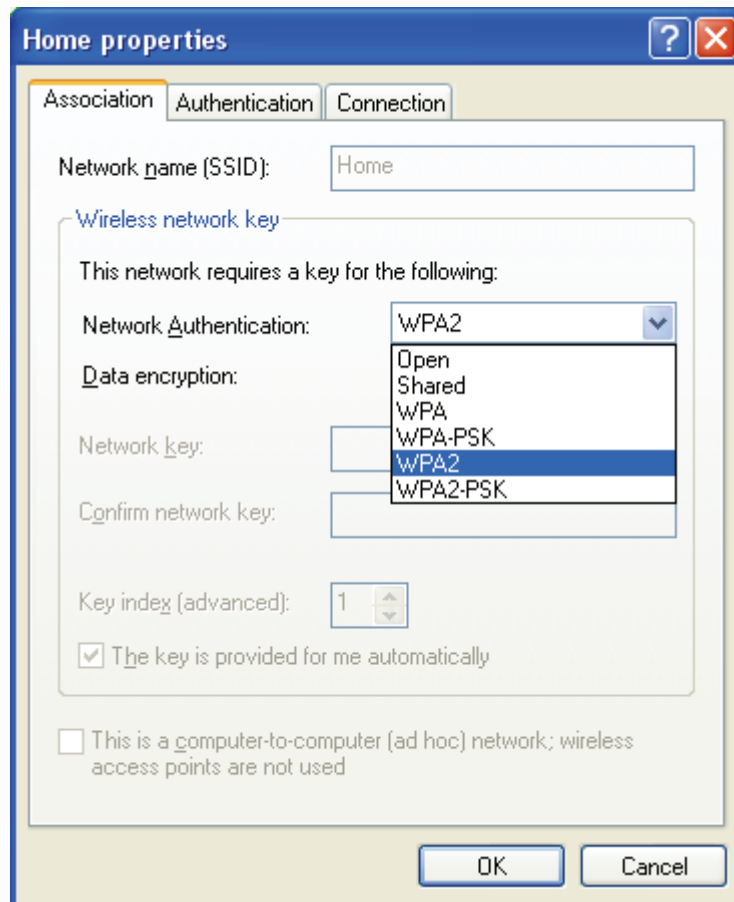 Home properties
Association Authentication Connection
Network name (SSID): Home
Wireless network key
This network requires a key for the following:
Network Authentication: WPA2
Open
Data encryption:
Shared
WPA
WPA-PSK
Network key:
WPA2
WPA2-PSK
Confirm network key:
Key index (advanced): 1
The key is provided for me automatically
This is a computer-to-computer (ad hoc) network; wireless
access points are not used
OK Cancel